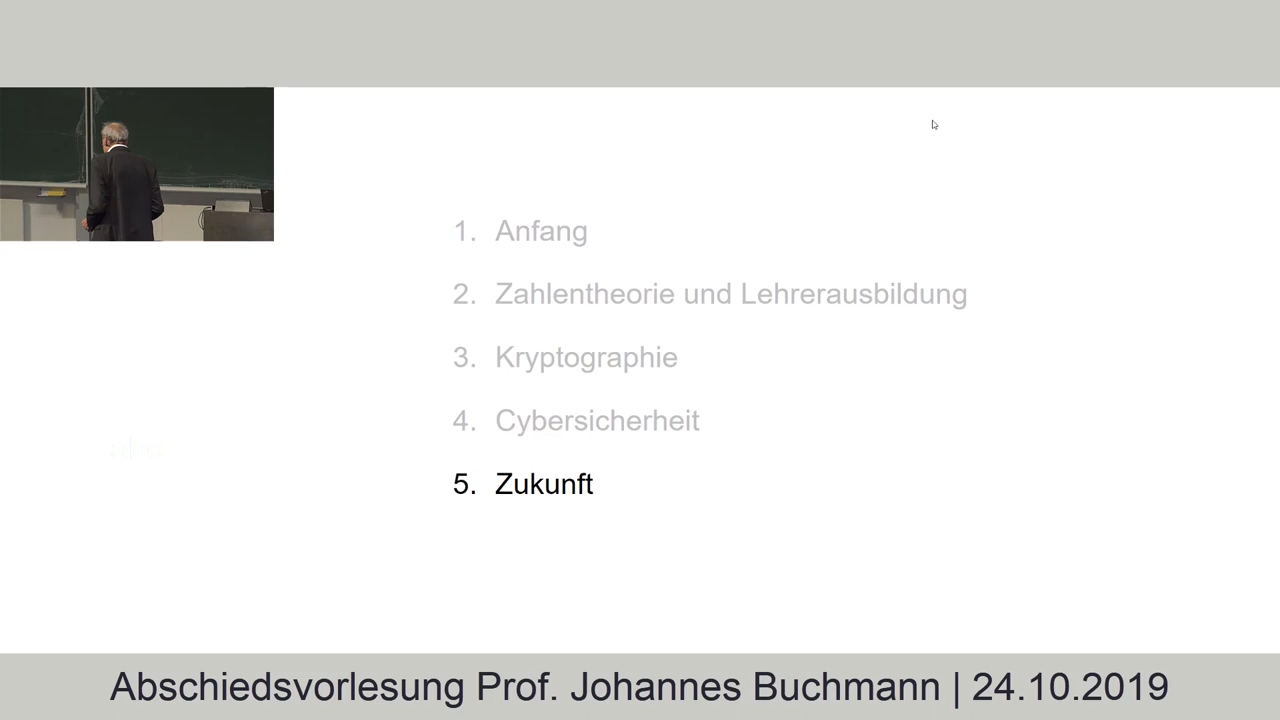 1. Anfang
2. Zahlentheorie und Lehrerausbildung
3. Kryptographie
4. Cybersicherheit
5. Zukunft
Abschiedsvorlesung Prof. Johannes Buchmann | 24.10.2019